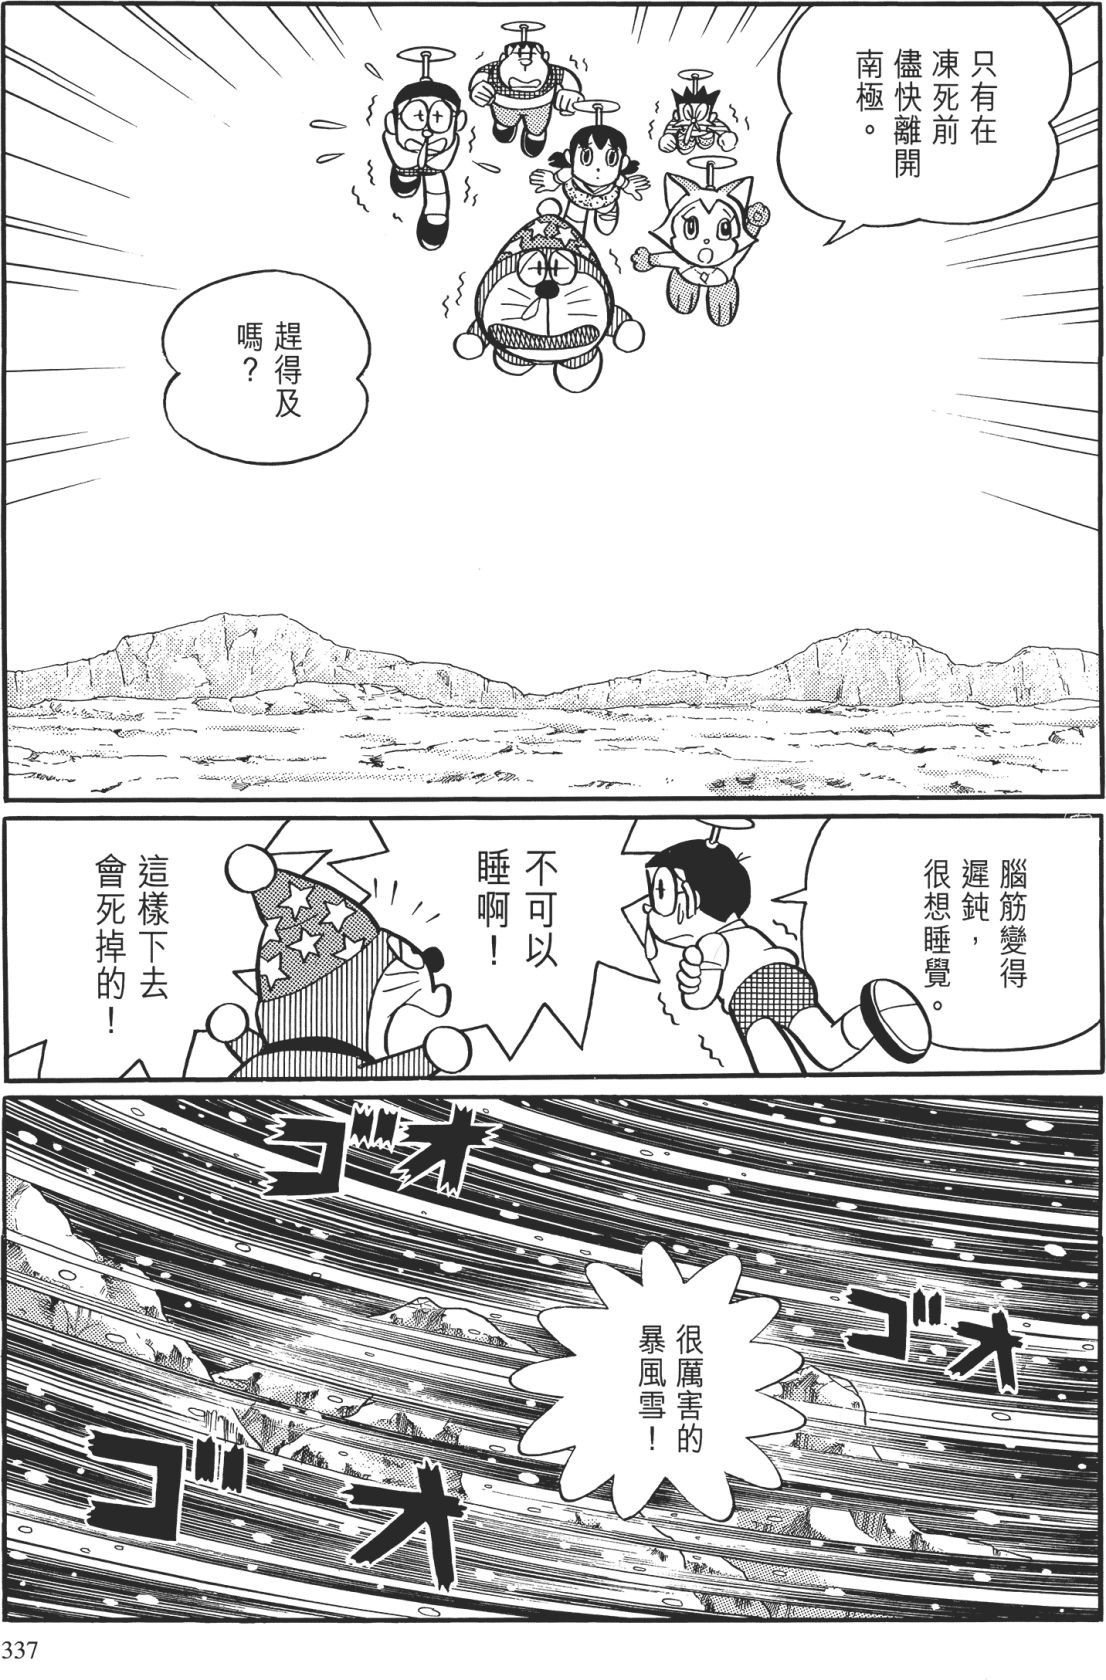 只有在
凍死前
儘快離開
南極。
趕得及
嗎？
腦筋變得
遲鈍，
很想睡覺。
不可以
睡啊！
這樣下去
會死掉的！
ゴオ
ゴオ
很厲害的
暴風雪！
ゴオ
337